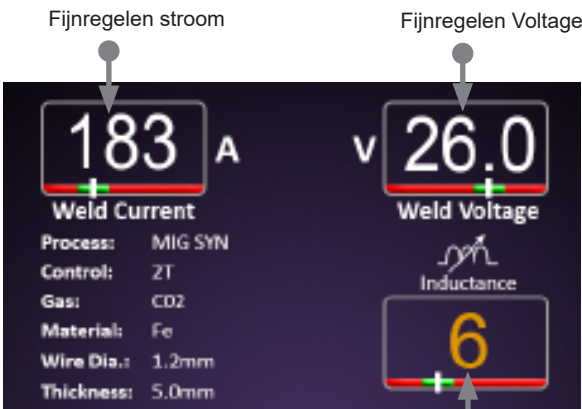 Fijnregelen stroom
Fijnregelen Voltage
183 A
V 26.0
Weld Current
Weld Voltage
Process: MIG SYN
Control: 2T
Gas: CO2
Material: Fe
Wire Dia.: 1.2mm
Thickness: 5.0mm
Inductance
6